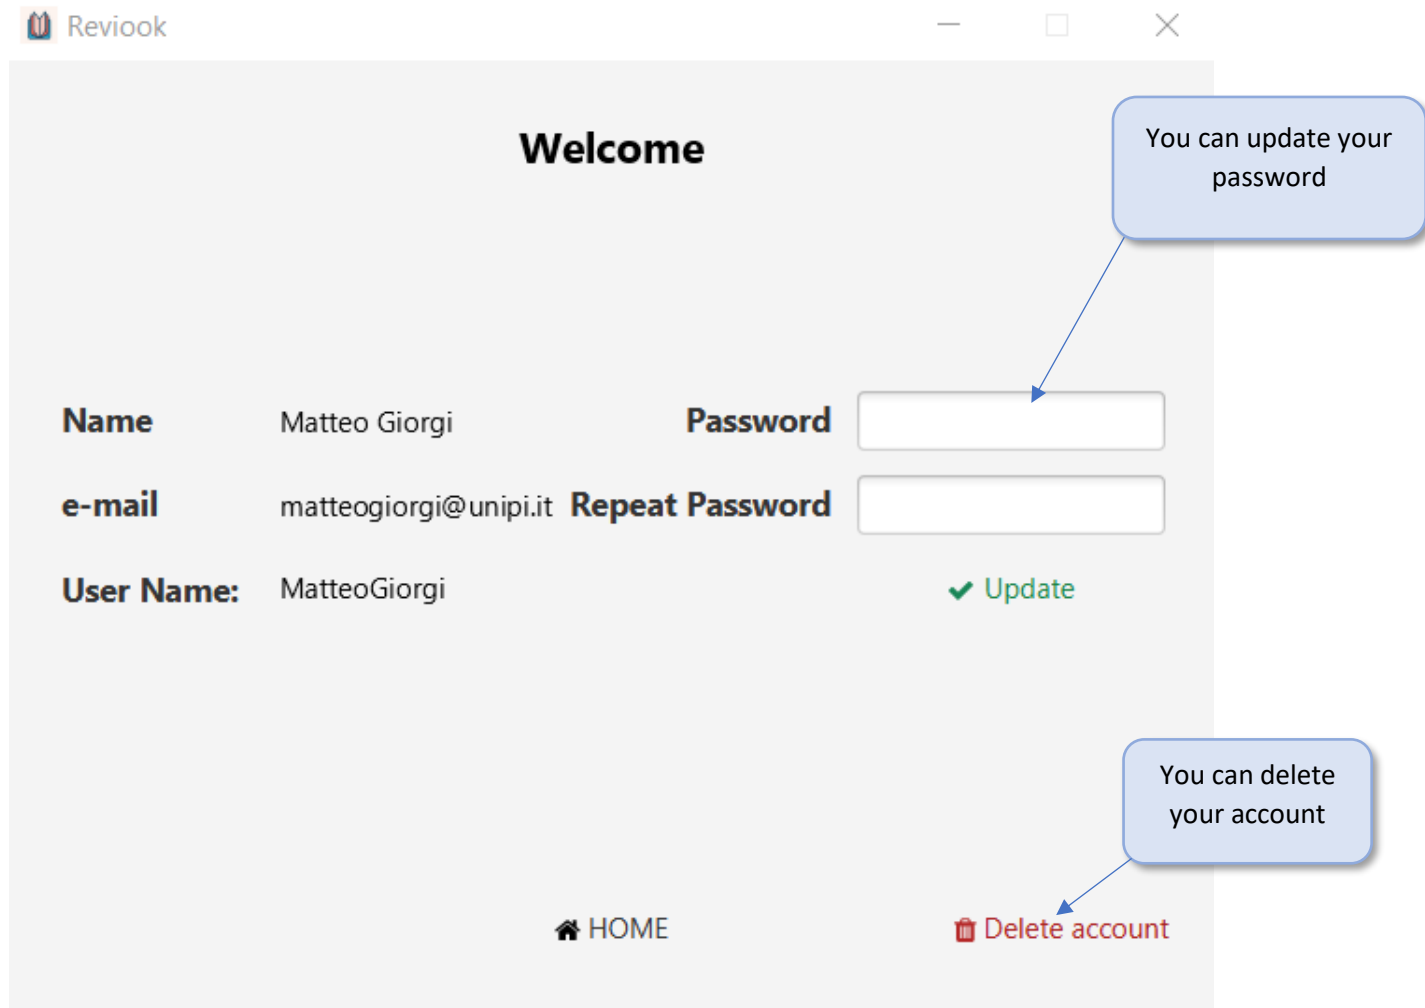 Reviook
Welcome
You can update your
password
Name Matteo Giorgi Password
e-mail matteogiorgi@unipi.it Repeat Password
User Name: MatteoGiorgi Update
You can delete
your account
HOME Delete account